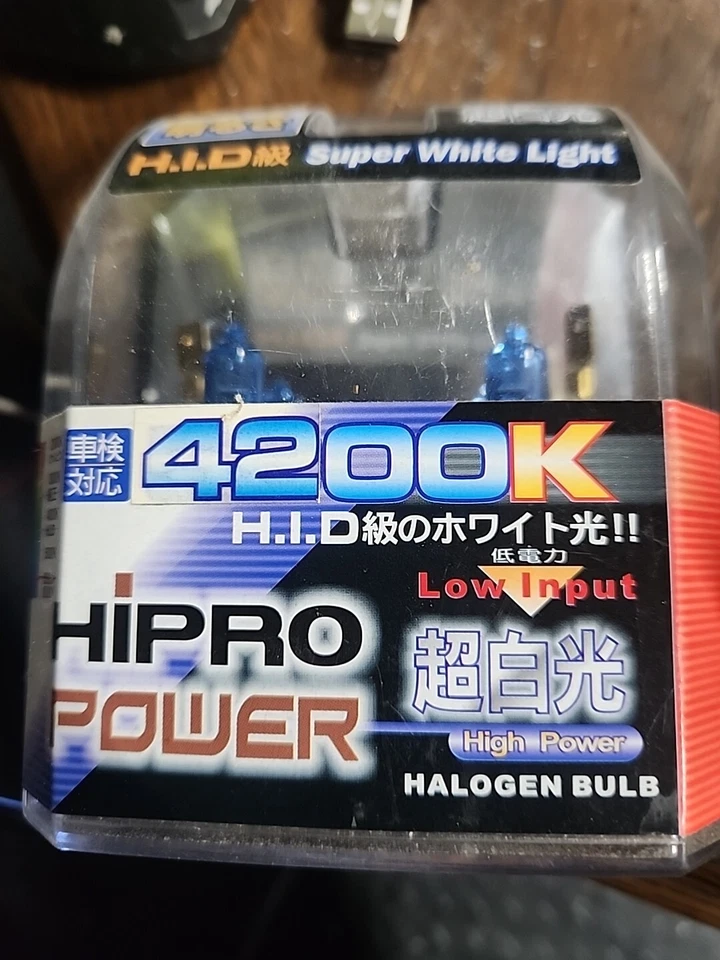 H.I.D級 Super White Light
車検
対応
4200K
H.I.D級のホワイト光!!
低電力
Low Input
HiPRO
POWER
超白光
High Power
HALOGEN BULB